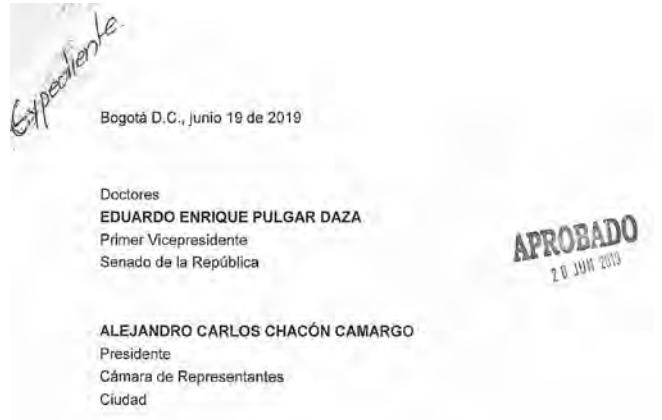 Expediente
Bogotá D.C., junio 19 de 2019
Doctores
EDUARDO ENRIQUE PULGAR DAZA
Primer Vicepresidente
Senado de la República
APROBADO
20 JUN 2019
ALEJANDRO CARLOS CHACÓN CAMARGO
Presidente
Cámara de Representantes
Ciudad